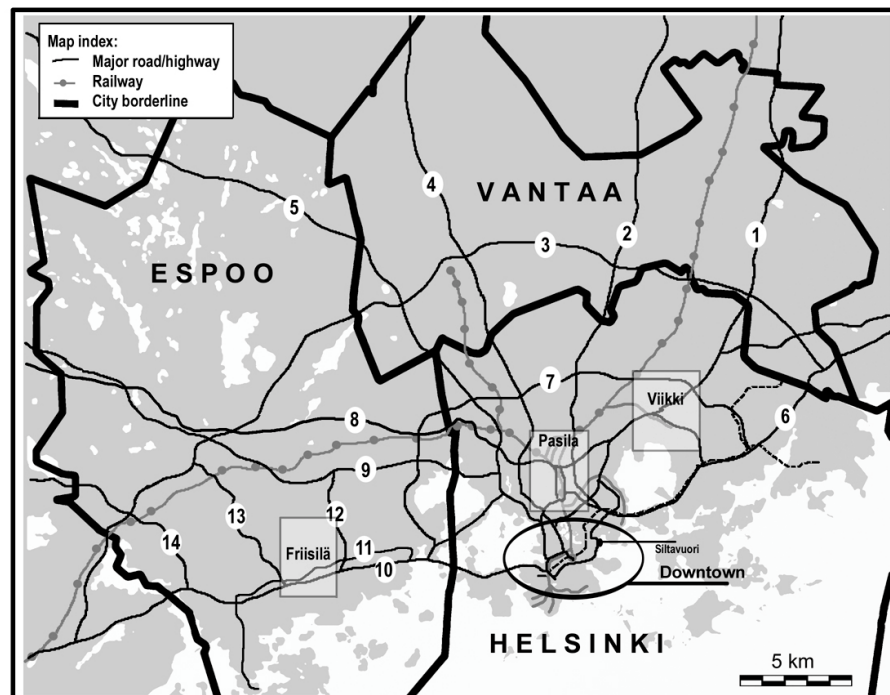 Map index:
Major road/highway
Railway
City borderline
VANTAA
ESPOO
5
4
3
2
1
7
8
6
9
Viikki
Pasila
13
12
14
11
10
Friisilä
Siltavuori
Downtown
HELSINKI
5 km